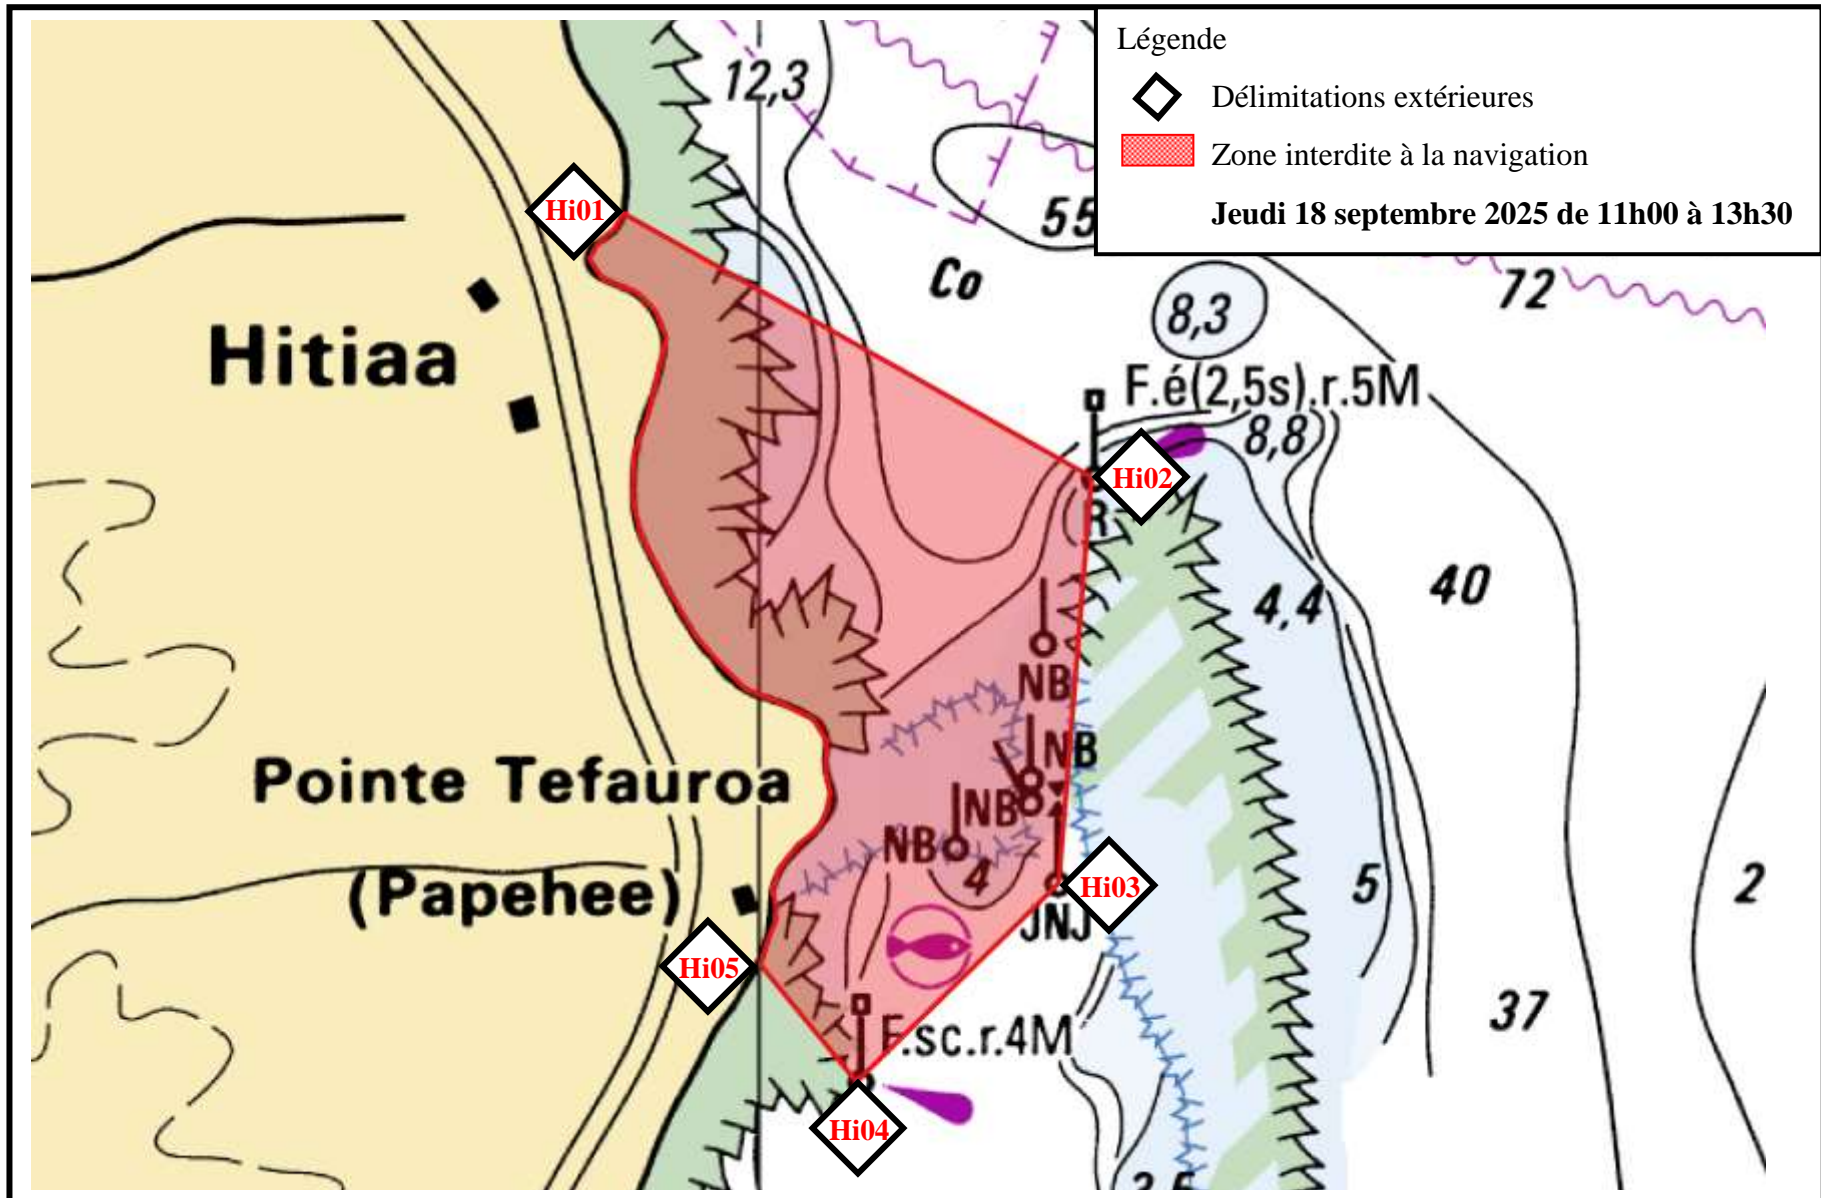 Légende
Délimitations extérieures
Zone interdite à la navigation
Jeudi 18 septembre 2025 de 11h00 à 13h30
12,3
Hi01
55
Co
72
8,3
Hitiaa
F.é(2,5s).r.5M
8,8
Hi02
R
40
4,4
NB
NB
Pointe Tefauroa
NB
NB
4
Hi03
5
2
(Papehee)
JNJ
Hi05
37
F.sc.r.4M
Hi04